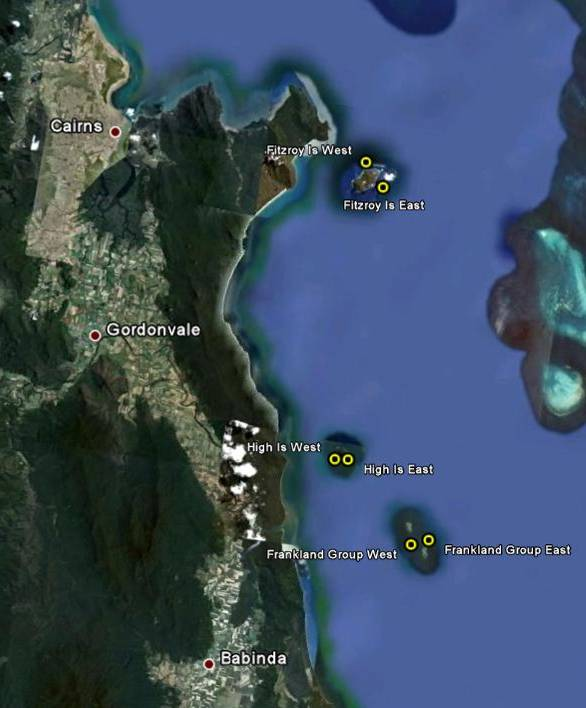 Cairns
Fitzroy Is West
Fitzroy Is East
Gordonvale
High Is West
High Is East
Frankland Group West
Frankland Group East
Babinda